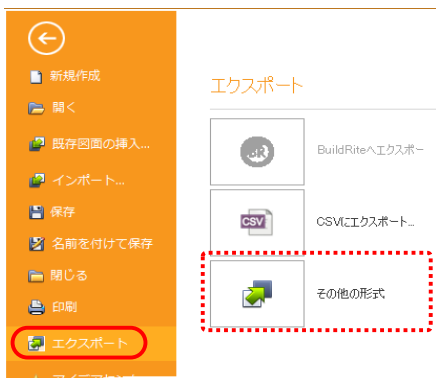 新規作成
開く
既存図面の挿入...
インポート...
保存
名前を付けて保存
閉じる
印刷
エクスポート
エクスポート
BuildRiteへエクスポー
CSVにエクスポート...
CSV
その他の形式